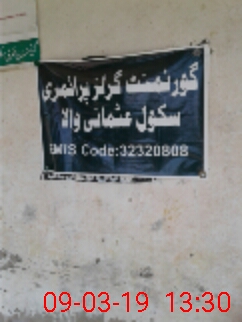 گورنمنٹ گرلز پرائمری
سکول عثمانی والا
EMIS Code:32320808
09-03-19 13:30